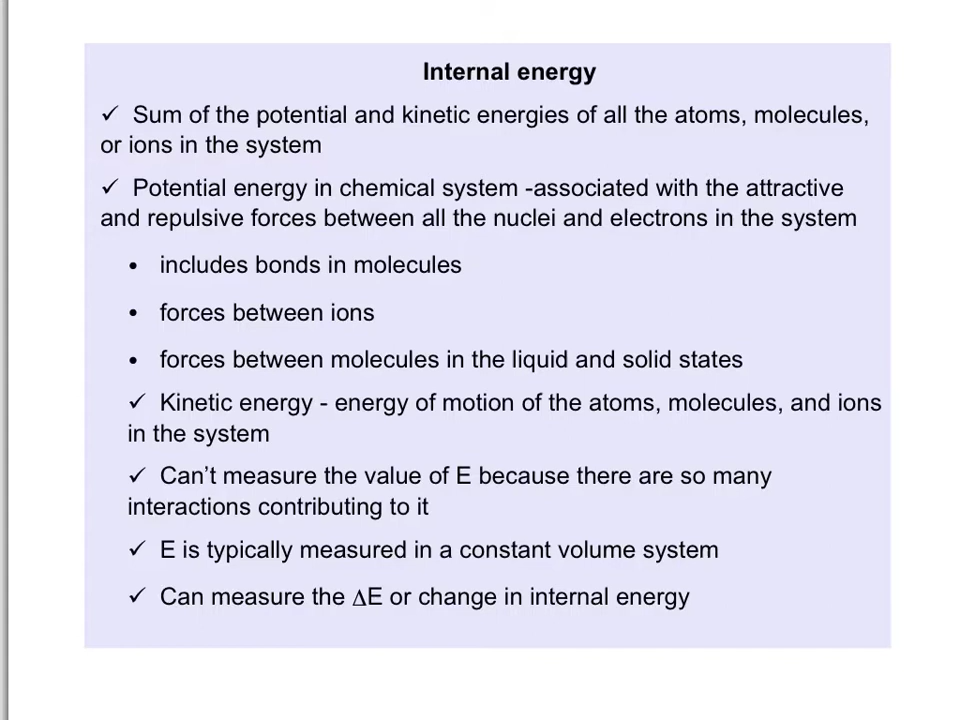 Internal energy
✓ Sum of the potential and kinetic energies of all the atoms, molecules,
or ions in the system
✓ Potential energy in chemical system -associated with the attractive
and repulsive forces between all the nuclei and electrons in the system
• includes bonds in molecules
• forces between ions
• forces between molecules in the liquid and solid states
✓ Kinetic energy - energy of motion of the atoms, molecules, and ions
in the system
✓ Can’t measure the value of E because there are so many
interactions contributing to it
✓ E is typically measured in a constant volume system
✓ Can measure the ΔE or change in internal energy